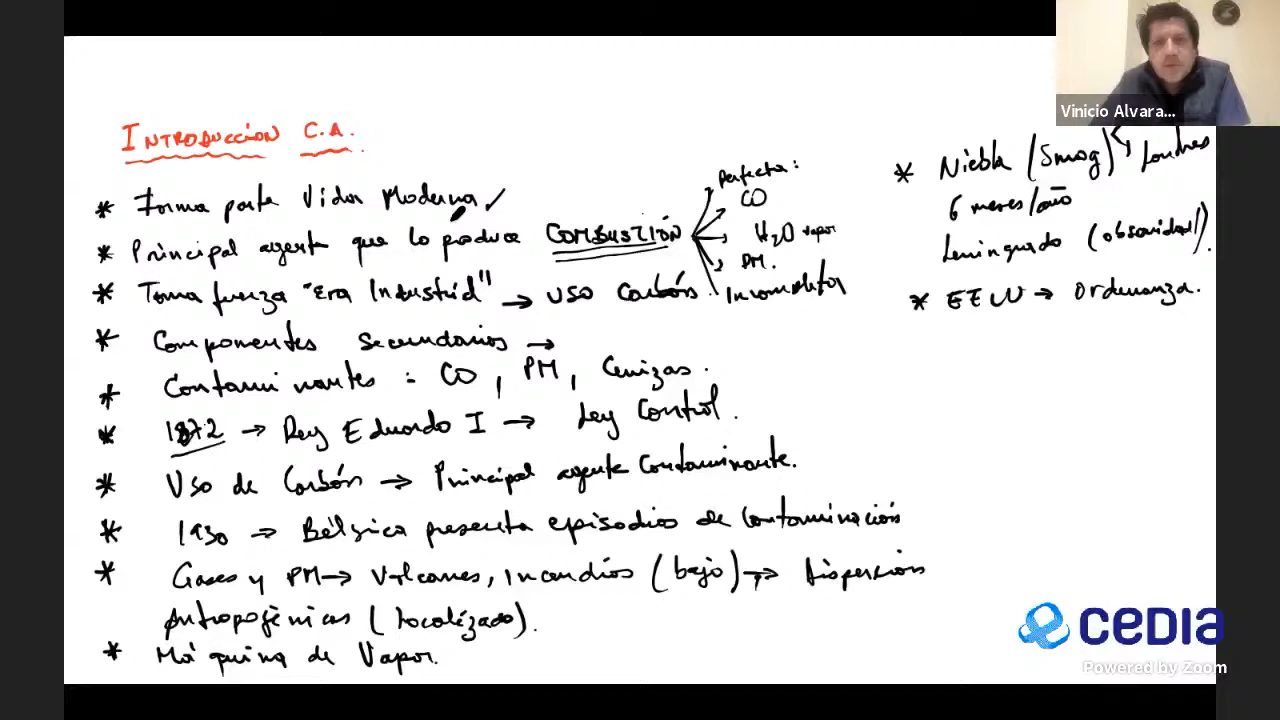 INTRODUCCION C.A.
* Forma parte Vida Moderna ✓
* Principal agente que lo produce COMBUSTIÓN
Perfecta:
CO
H₂O vapor
PM.
Incompleta
* Toma fuerza "Era Industrial" → USO Carbón.
* Componentes Secundarios →
* Contaminantes: CO, PM, Cenizas.
* → Rey Eduardo I → Ley Control.
* Uso de Carbón → Principal agente Contaminante.
* 1930 → Bélgica presenta episodios de contaminación
* Gases y PM → Volcanes, Incendios (bajo) → Dispersión
Antropogénicas (Localizado).
* Máquina de Vapor.
* Niebla (Smog) Londres
6 meses/año
Leningrado
* EEUU → Ordenanza.
Vinicio Alvara...
CEDIA
Powered by Zoom